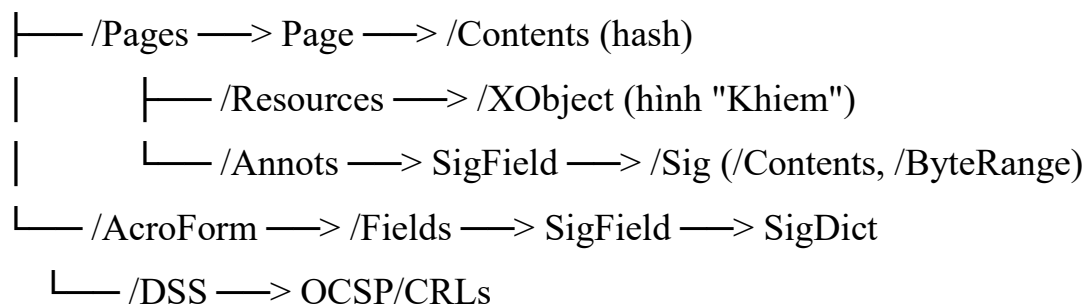 ├── /Pages ──> Page ──> /Contents (hash)
│ ├── /Resources ──> /XObject (hình "Khiem")
│ └── /Annots ──> SigField ──> /Sig (/Contents, /ByteRange)
└── /AcroForm ──> /Fields ──> SigField ──> SigDict
└── /DSS ──> OCSP/CRLs